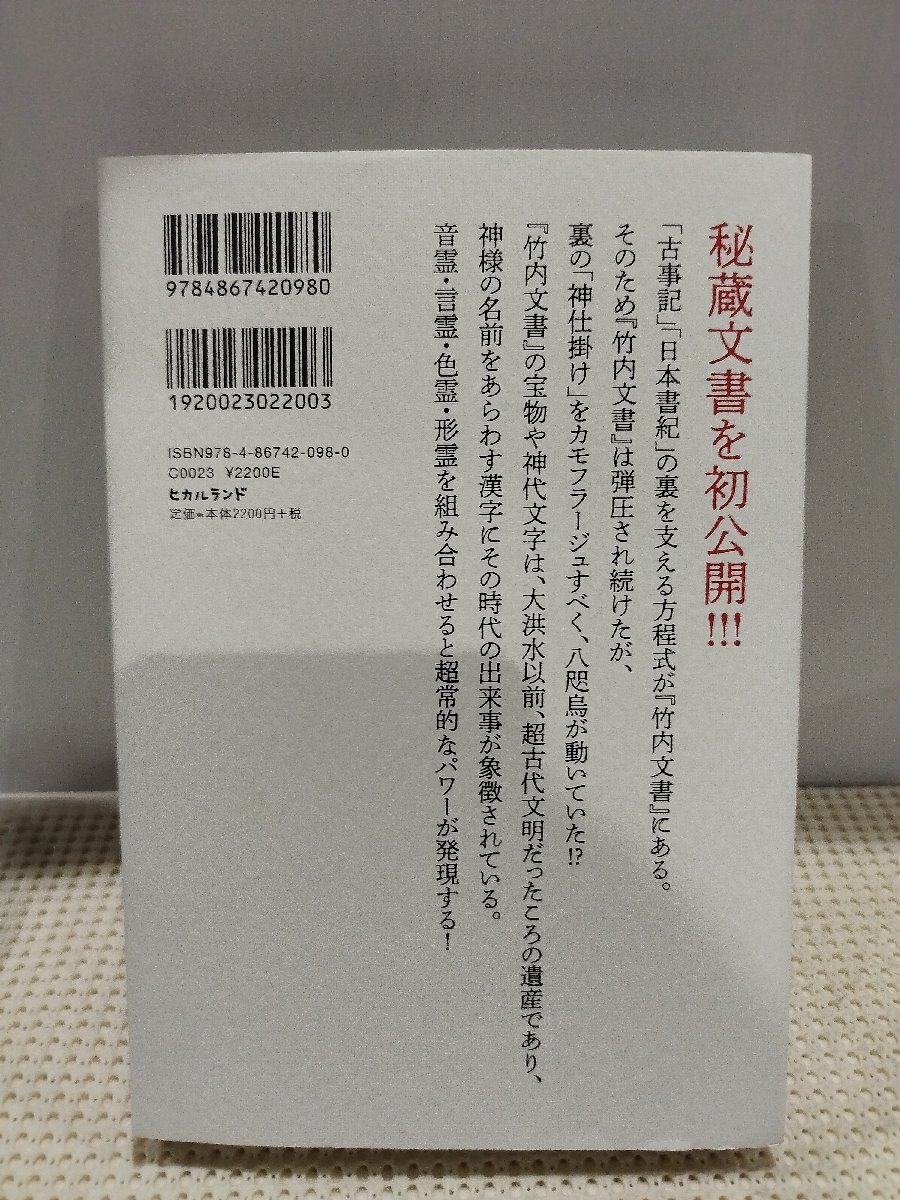 秘蔵文書を初公開!!!
「古事記」「日本書紀」の裏を支える方程式が『竹内文書』にある。
そのため『竹内文書』は弾圧され続けたが、
裏の「神仕掛け」をカモフラージュすべく、八咫烏が動いていた!?
『竹内文書』の宝物や神代文字は、大洪水以前、超古代文明だったころの遺産であり、
神様の名前をあらわす漢字にその時代の出来事が象徴されている。
音霊・言霊・色霊・形霊を組み合わせると超常的なパワーが発現する!
9784867420980
1920023022003
ISBN978-4-86742-098-0
C0023 ¥2200E
ヒカルランド
定価=本体2200円+税